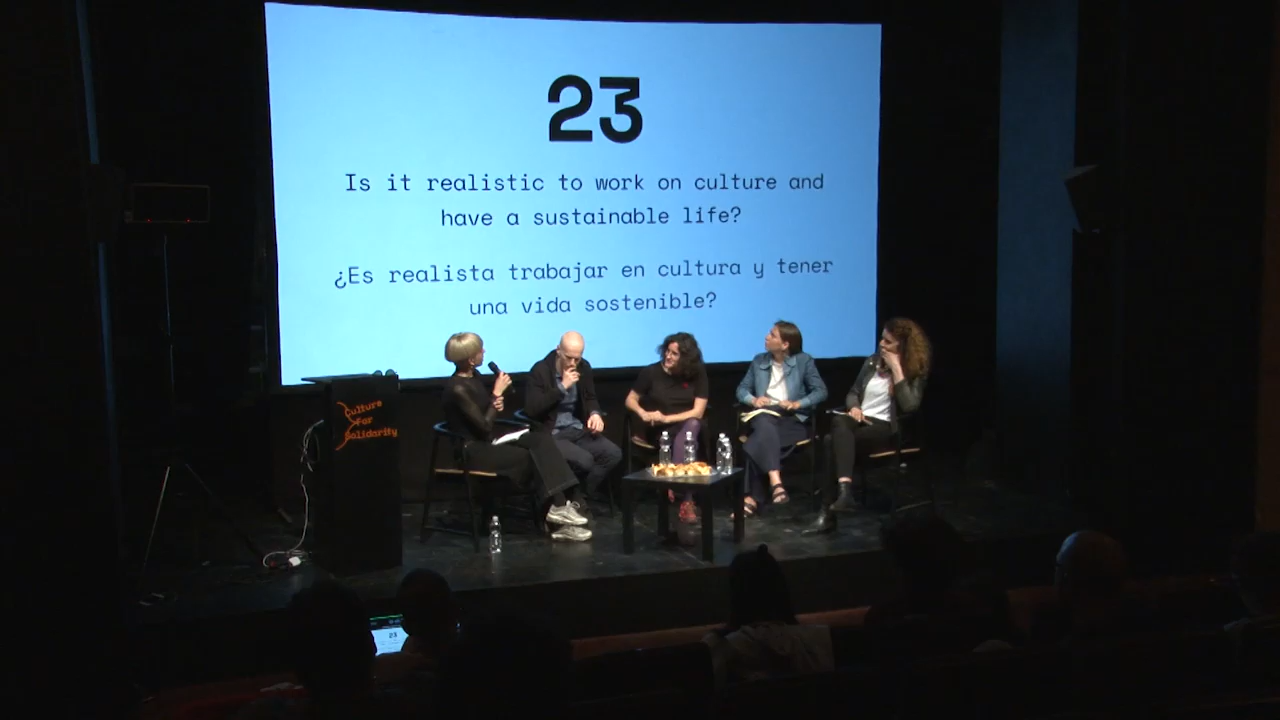 23
Is it realistic to work on culture and
have a sustainable life?
¿Es realista trabajar en cultura y tener
una vida sostenible?
Culture
for
Solidarity
23